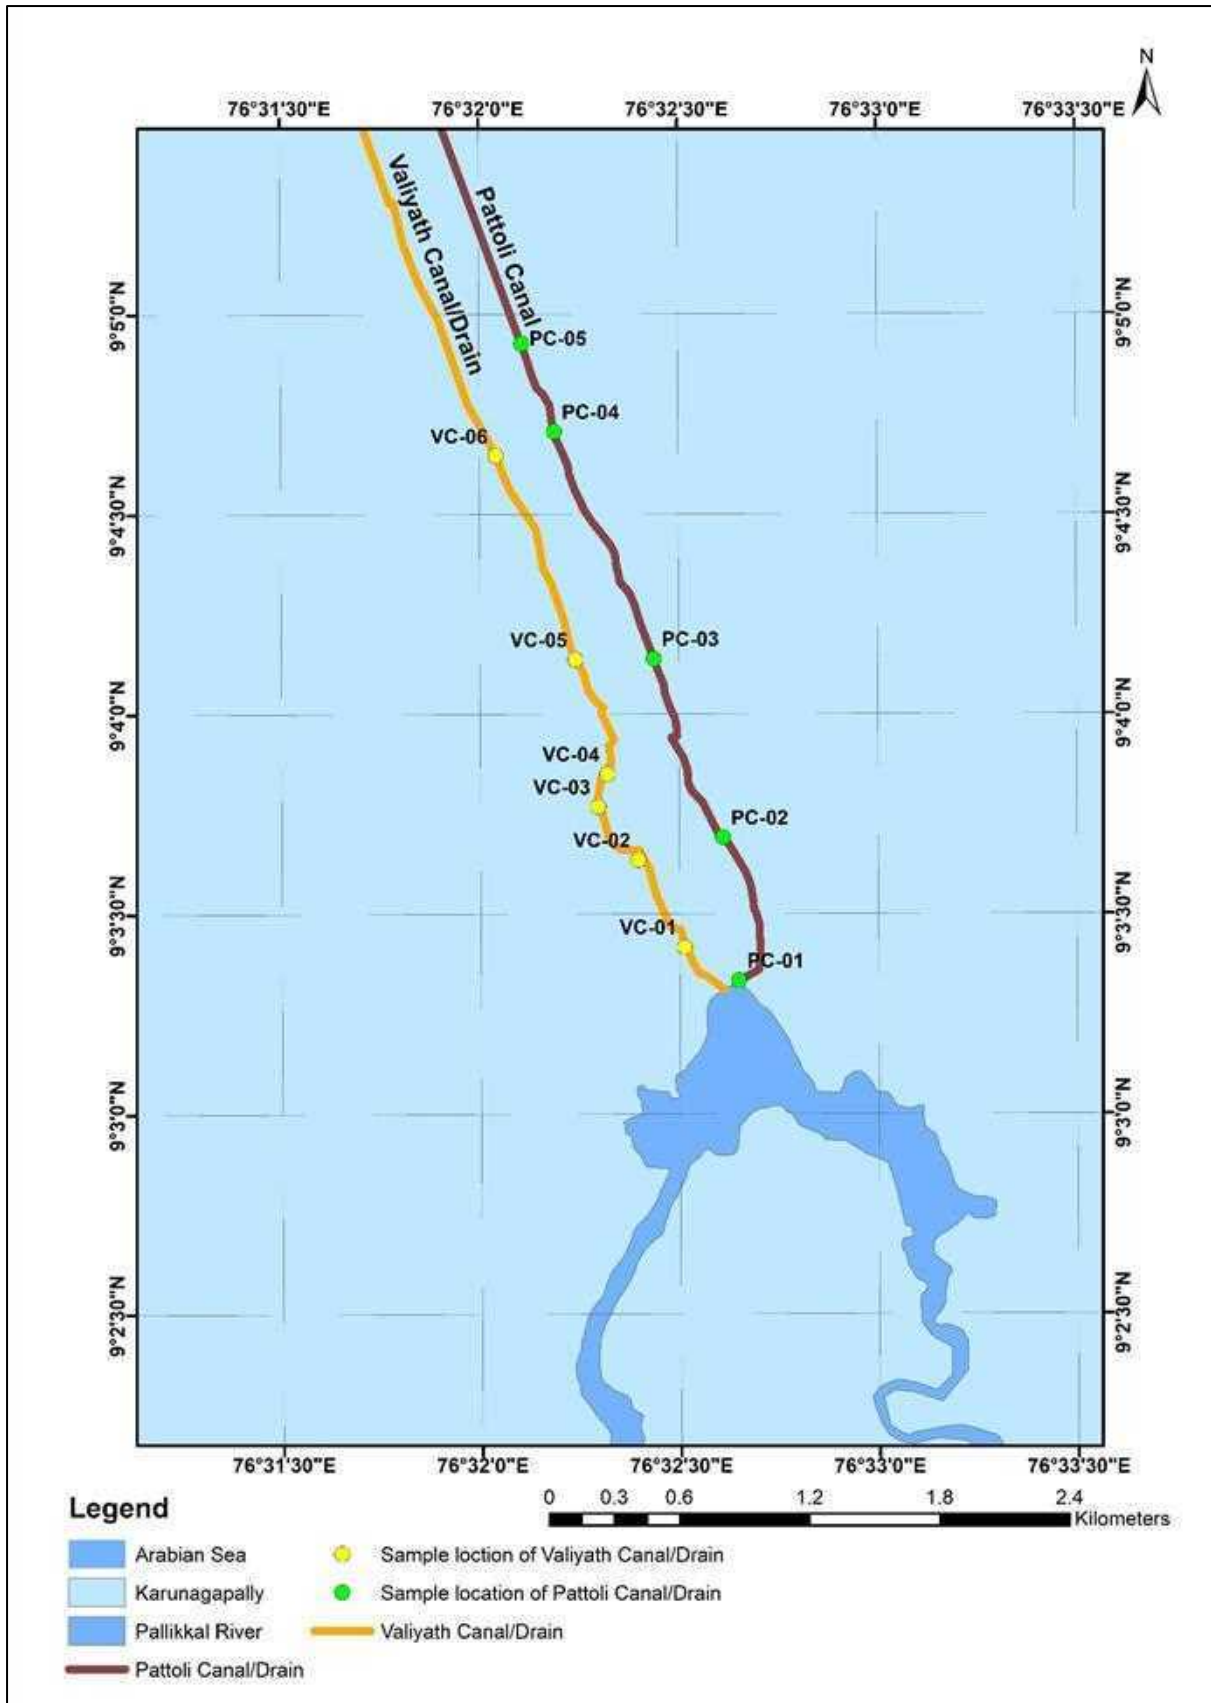 N
76°31'30"E 76°32'0"E 76°32'30"E 76°33'0"E 76°33'30"E
Valiyath Canal/Drain
Pattoli Canal
9°5'0"N 9°5'0"N
PC-05
PC-04
VC-06
9°4'30"N 9°4'30"N
VC-05 PC-03
9°4'0"N 9°4'0"N
VC-04
VC-03
PC-02
VC-02
9°3'30"N 9°3'30"N
VC-01
PC-01
9°3'0"N 9°3'0"N
9°2'30"N 9°2'30"N
76°31'30"E 76°32'0"E 76°32'30"E 76°33'0"E 76°33'30"E
Legend
0 0.3 0.6 1.2 1.8 2.4
Kilometers
Arabian Sea Sample loction of Valiyath Canal/Drain
Karunagapally Sample location of Pattoli Canal/Drain
Pallikkal River Valiyath Canal/Drain
Pattoli Canal/Drain